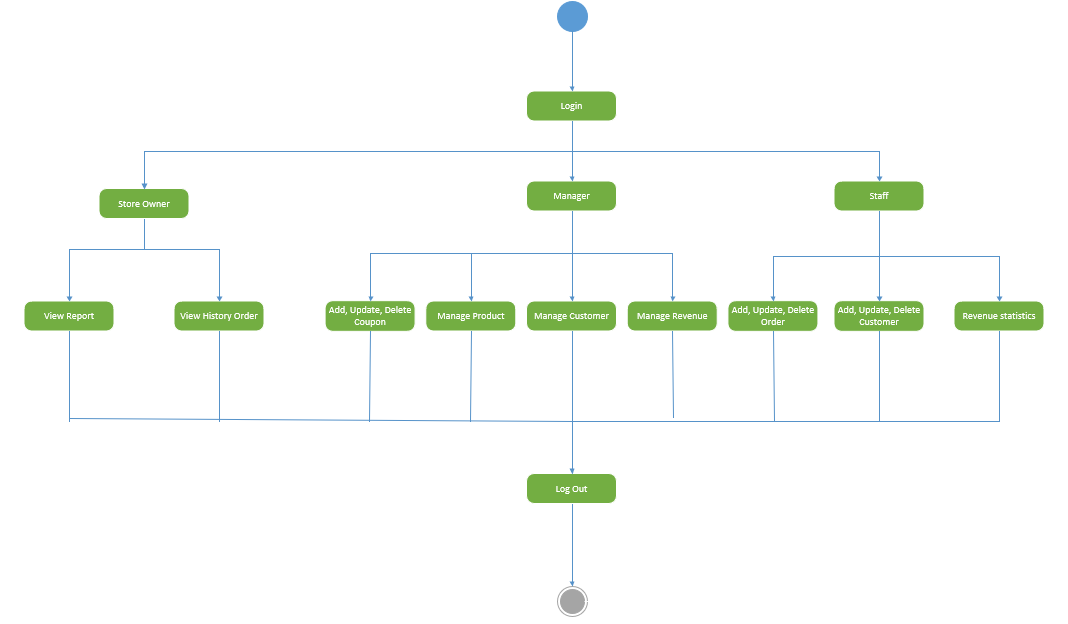 Login
Store Owner
Manager
Staff
View Report
View History Order
Add, Update, Delete
Coupon
Manage Product
Manage Customer
Manage Revenue
Add, Update, Delete
Order
Add, Update, Delete
Customer
Revenue statistics
Log Out